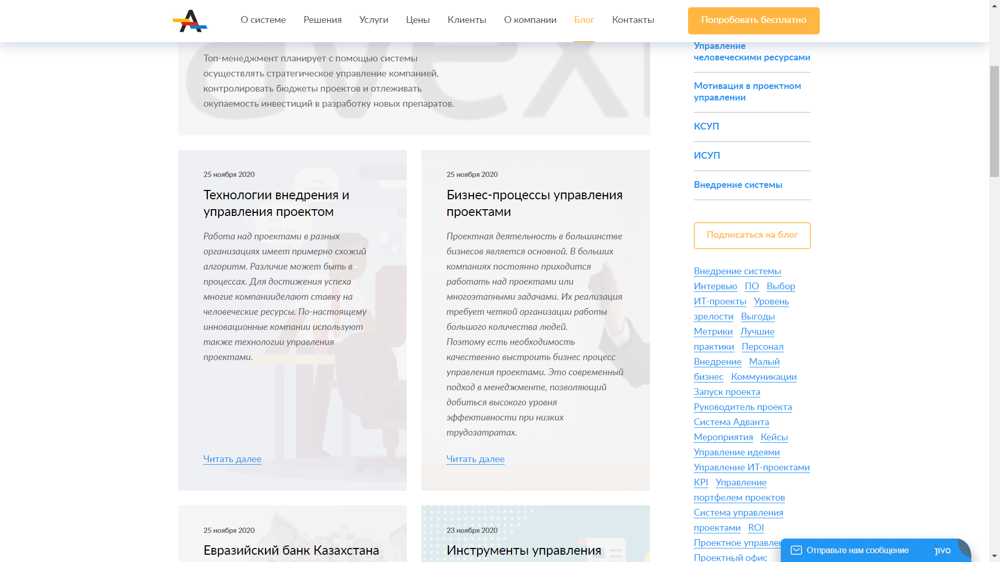 О системе
Решения
Услуги
Цены
Клиенты
О компании
Блог
Контакты
Попробовать бесплатно
Топ-менеджмент планирует с помощью системы
осуществлять стратегическое управление компанией,
контролировать бюджеты проектов и отлеживать
окупаемость инвестиций в разработку новых препаратов.
25 ноября 2020
Технологии внедрения и
управления проектом
Работа над проектами в разных
организациях имеет примерно схожий
алгоритм. Различие может быть в
процессах. Для достижения успеха
многие компанииделают ставку на
человеческие ресурсы. По-настоящему
инновационные компании используют
также технологии управления
проектами.
Читать далее
25 ноября 2020
Бизнес-процессы управления
проектами
Проектная деятельность в большинстве
бизнесов является основной. В больших
компаниях постоянно приходится
работать над проектами или
многоэтапными задачами. Их реализация
требует четкой организации работы
большого количества людей.
Поэтому есть необходимость
качественно выстроить бизнес процесс
управления проектами. Это современный
подход в менеджменте, позволяющий
добиться высокого уровня
эффективности при низких
трудозатратах.
Читать далее
25 ноября 2020
Евразийский банк Казахстана
23 ноября 2020
Инструменты управления
Управление
человеческими ресурсами
Мотивация в проектном
управлении
КСУП
ИСУП
Внедрение системы
Подписаться на блог
Внедрение системы
Интервью ПО Выбор
ИТ-проекты Уровень
зрелости Выгоды
Метрики Лучшие
практики Персонал
Внедрение Малый
бизнес Коммуникации
Запуск проекта
Руководитель проекта
Система Адванта
Мероприятия Кейсы
Управление идеями
Управление ИТ-проектами
KPI Управление
портфелем проектов
Система управления
проектами ROI
Проектное
Проектный офис
Отправьте нам сообщение
jivo